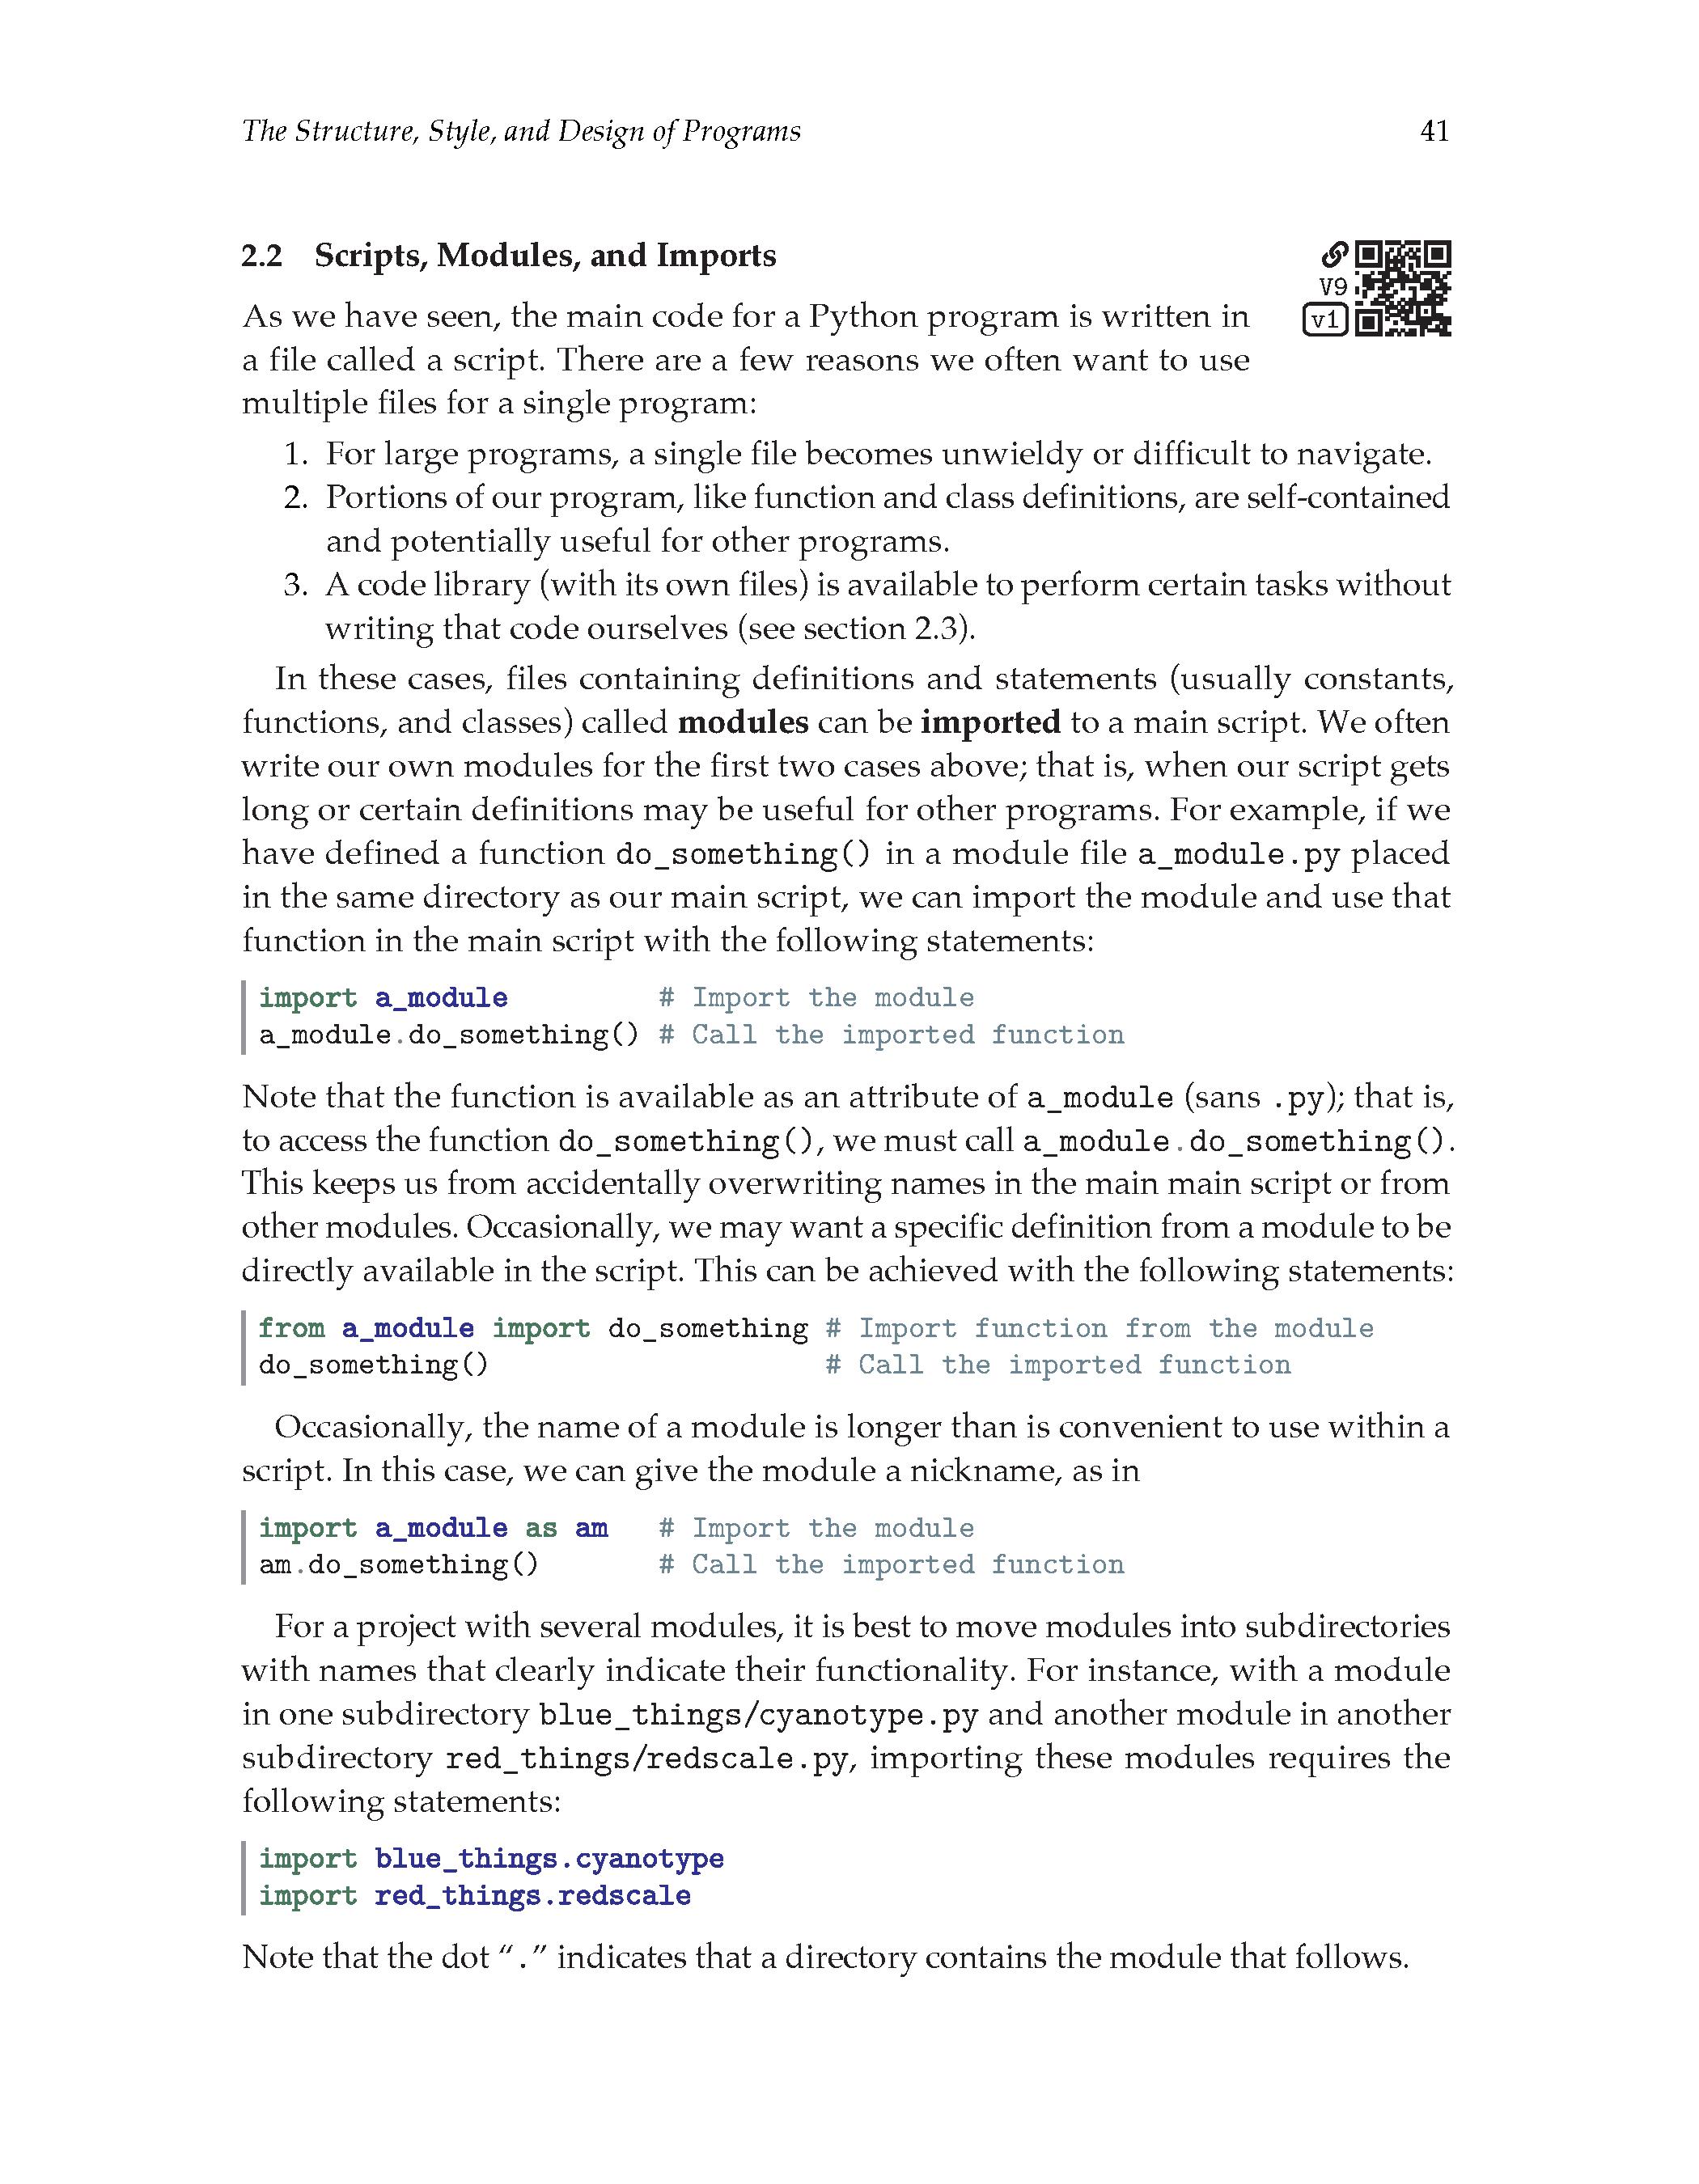 The Structure, Style, and Design of Programs 41
2.2 Scripts, Modules, and Imports
V9
v1
As we have seen, the main code for a Python program is written in
a file called a script. There are a few reasons we often want to use
multiple files for a single program:
1. For large programs, a single file becomes unwieldy or difficult to navigate.
2. Portions of our program, like function and class definitions, are self-contained
and potentially useful for other programs.
3. A code library (with its own files) is available to perform certain tasks without
writing that code ourselves (see section 2.3).
In these cases, files containing definitions and statements (usually constants,
functions, and classes) called modules can be imported to a main script. We often
write our own modules for the first two cases above; that is, when our script gets
long or certain definitions may be useful for other programs. For example, if we
have defined a function do_something() in a module file a_module.py placed
in the same directory as our main script, we can import the module and use that
function in the main script with the following statements:
import a_module # Import the module
a_module.do_something() # Call the imported function
Note that the function is available as an attribute of a_module (sans .py); that is,
to access the function do_something(), we must call a_module.do_something().
This keeps us from accidentally overwriting names in the main main script or from
other modules. Occasionally, we may want a specific definition from a module to be
directly available in the script. This can be achieved with the following statements:
from a_module import do_something # Import function from the module
do_something() # Call the imported function
Occasionally, the name of a module is longer than is convenient to use within a
script. In this case, we can give the module a nickname, as in
import a_module as am # Import the module
am.do_something() # Call the imported function
For a project with several modules, it is best to move modules into subdirectories
with names that clearly indicate their functionality. For instance, with a module
in one subdirectory blue_things/cyanotype.py and another module in another
subdirectory red_things/redscale.py, importing these modules requires the
following statements:
import blue_things.cyanotype
import red_things.redscale
Note that the dot “.” indicates that a directory contains the module that follows.